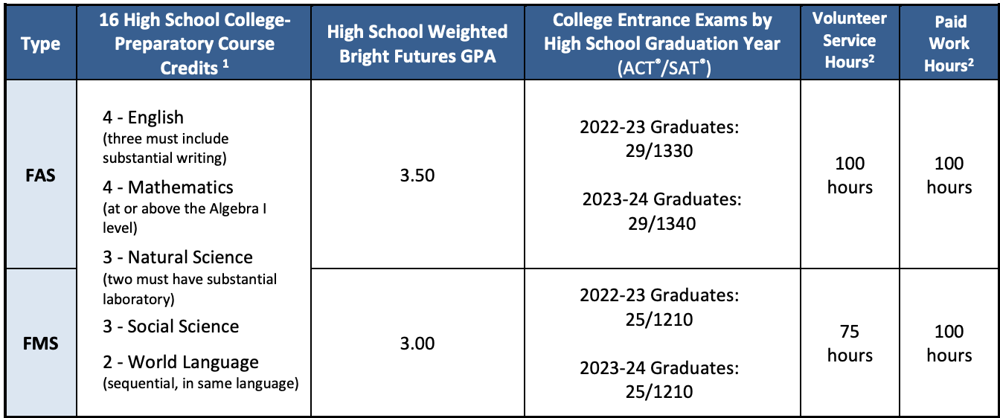 Type
16 High School College-
Preparatory Course
Credits ¹
High School Weighted
Bright Futures GPA
College Entrance Exams by
High School Graduation Year
(ACT®/SAT®)
Volunteer
Service
Hours²
Paid
Work
Hours²
FAS
4 - English
(three must include
substantial writing)
4 - Mathematics
(at or above the Algebra I
level)
3 - Natural Science
(two must have substantial
laboratory)
3 - Social Science
2 - World Language
(sequential, in same language)
3.50
2022-23 Graduates:
29/1330
2023-24 Graduates:
29/1340
100
hours
100
hours
FMS
3.00
2022-23 Graduates:
25/1210
2023-24 Graduates:
25/1210
75
hours
100
hours